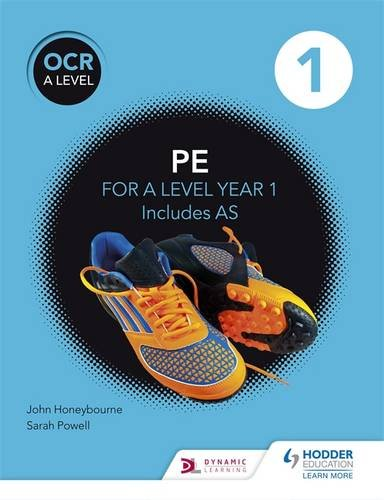 OCR
A LEVEL
1
PE
FOR A LEVEL YEAR 1
Includes AS
John Honeybourne
Sarah Powell
DL DYNAMIC
LEARNING
HODDER
EDUCATION
LEARN MORE